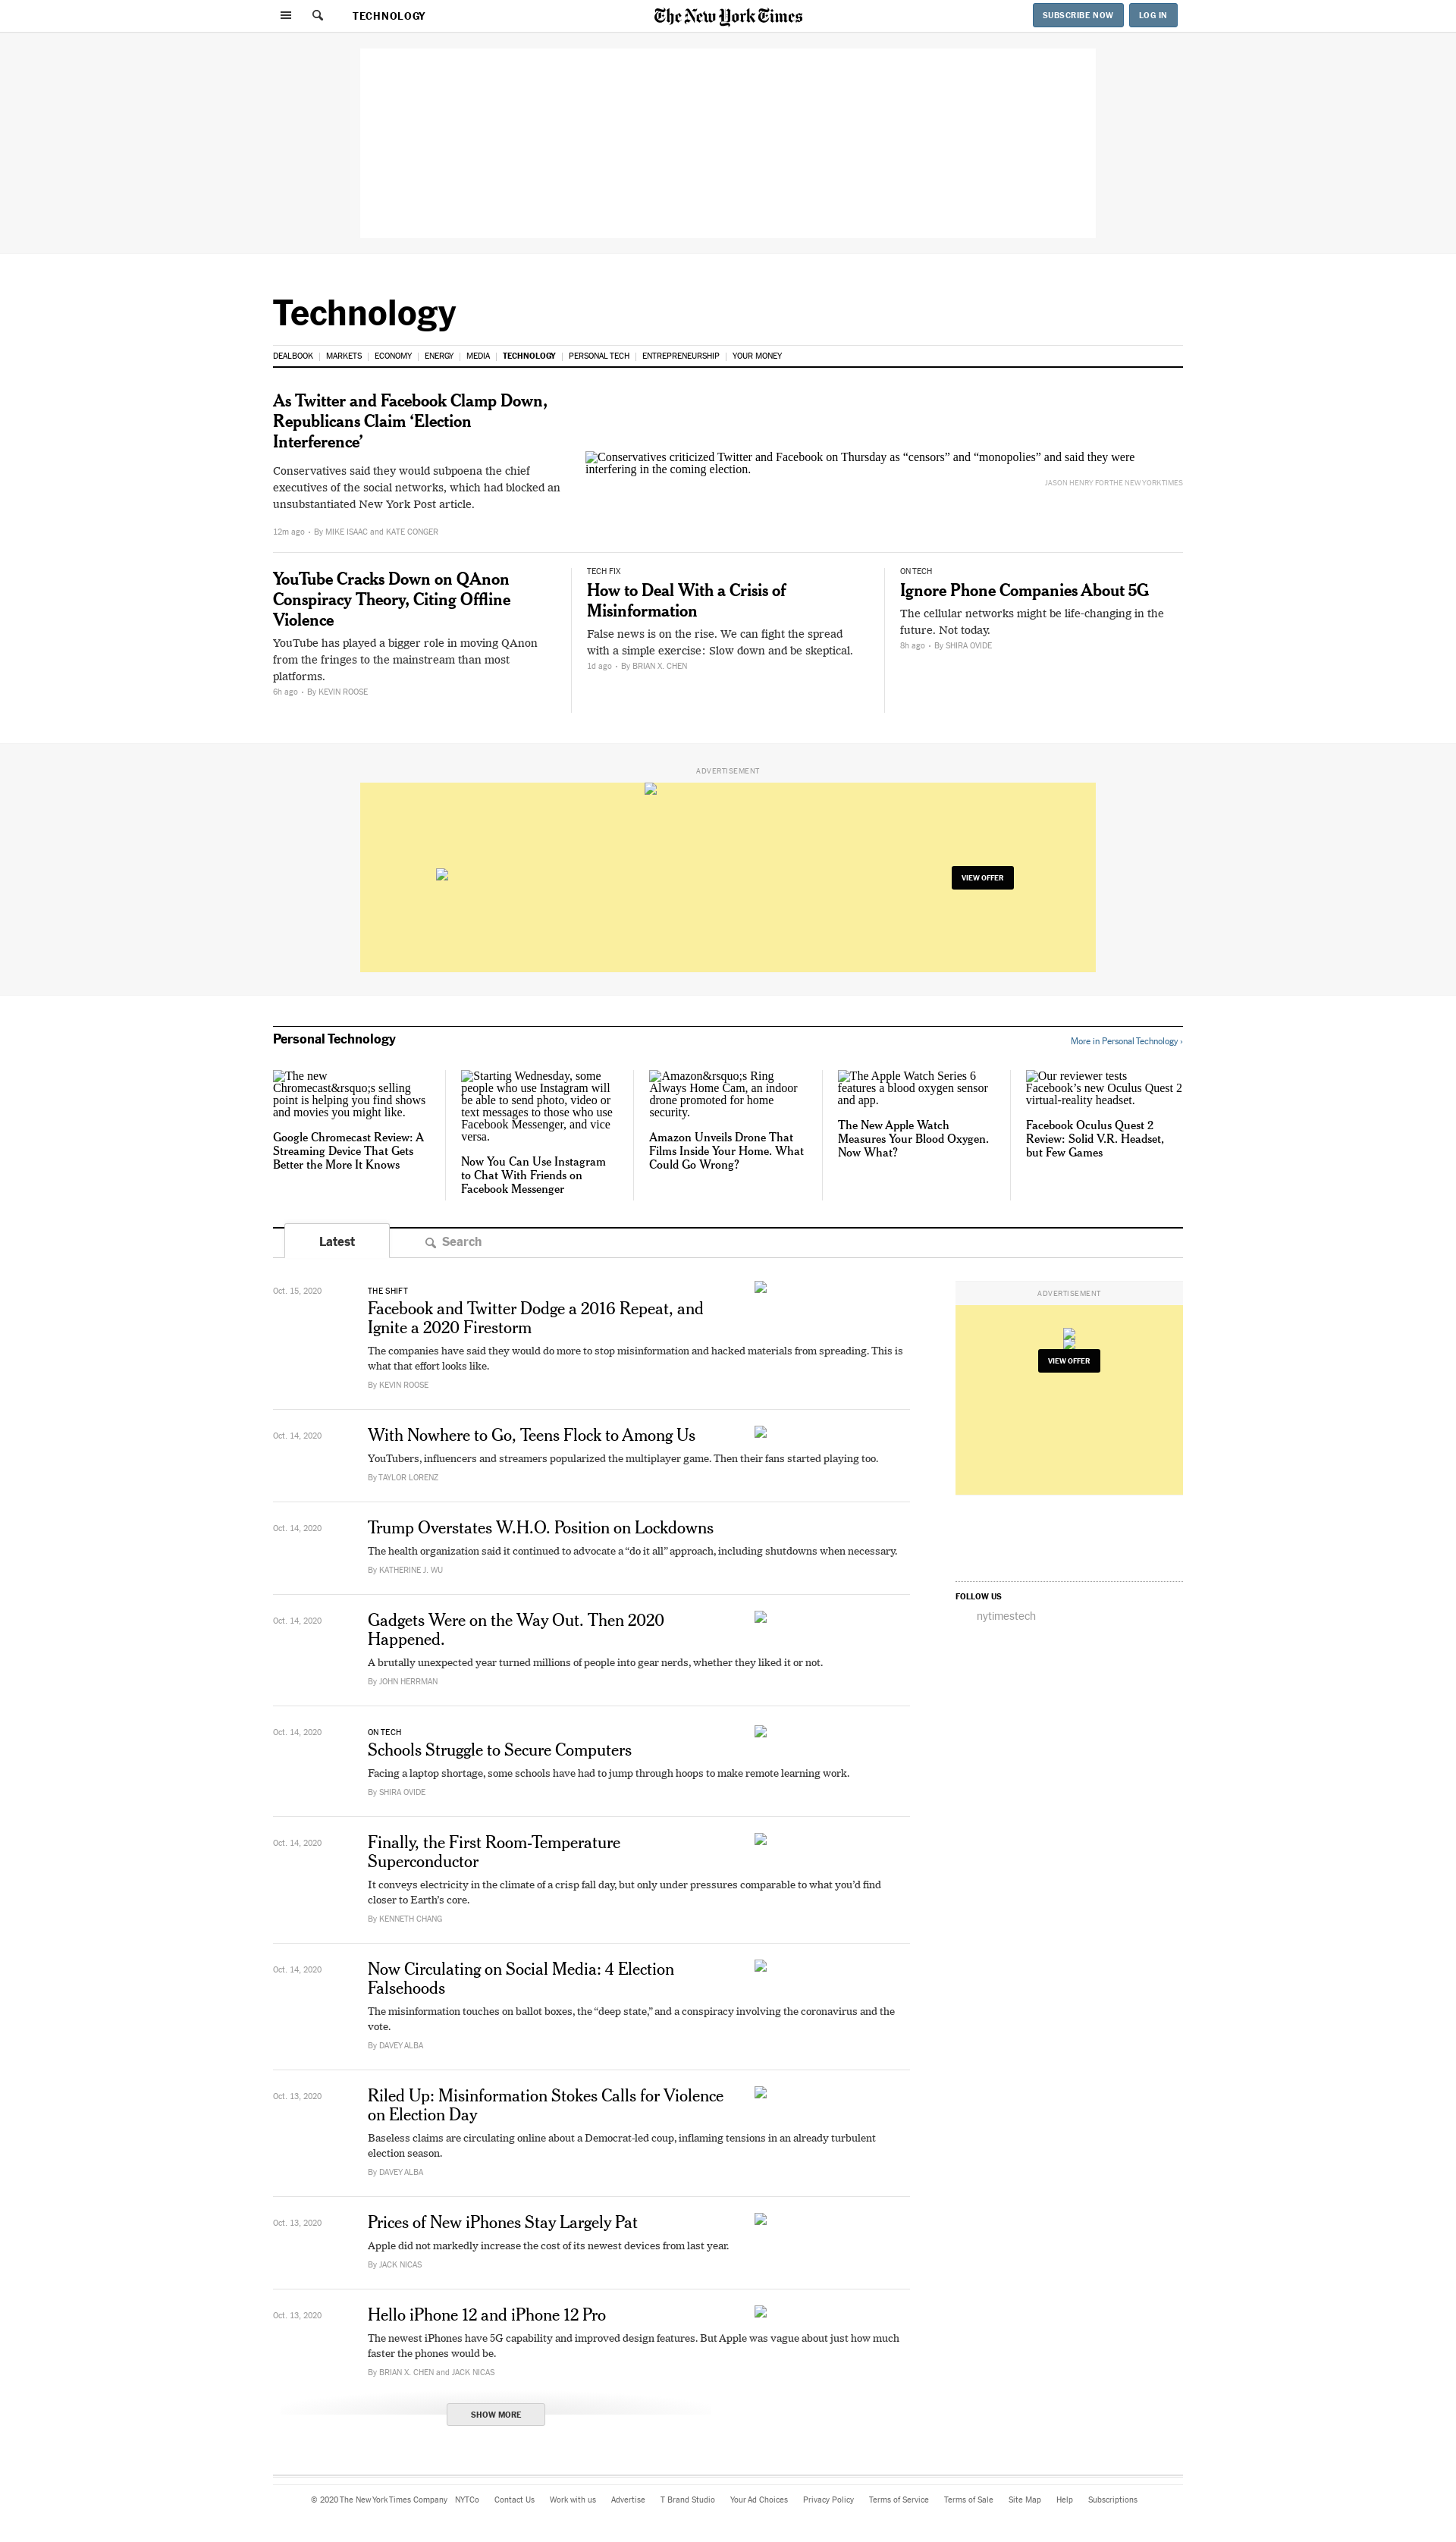 TECHNOLOGY
The New York Times
SUBSCRIBE NOW
LOG IN
Technology
DEALBOOK
MARKETS
ECONOMY
ENERGY
MEDIA
TECHNOLOGY
PERSONAL TECH
ENTREPRENEURSHIP
YOUR MONEY
As Twitter and Facebook Clamp Down,
Republicans Claim ‘Election
Interference’
Conservatives said they would subpoena the chief
executives of the social networks, which had blocked an
unsubstantiated New York Post article.
12m ago • By MIKE ISAAC and KATE CONGER
Conservatives criticized Twitter and Facebook on Thursday as “censors” and “monopolies” and said they were
interfering in the coming election.
JASON HENRY FOR THE NEW YORK TIMES
YouTube Cracks Down on QAnon
Conspiracy Theory, Citing Offline
Violence
YouTube has played a bigger role in moving QAnon
from the fringes to the mainstream than most
platforms.
6h ago • By KEVIN ROOSE
TECH FIX
How to Deal With a Crisis of
Misinformation
False news is on the rise. We can fight the spread
with a simple exercise: Slow down and be skeptical.
1d ago • By BRIAN X. CHEN
ON TECH
Ignore Phone Companies About 5G
The cellular networks might be life-changing in the
future. Not today.
8h ago • By SHIRA OVIDE
ADVERTISEMENT
VIEW OFFER
Personal Technology
More in Personal Technology ›
The new
Chromecast&rsquo;s selling
point is helping you find shows
and movies you might like.
Google Chromecast Review: A
Streaming Device That Gets
Better the More It Knows
Starting Wednesday, some
people who use Instagram will
be able to send photo, video or
text messages to those who use
Facebook Messenger, and vice
versa.
Now You Can Use Instagram
to Chat With Friends on
Facebook Messenger
Amazon&rsquo;s Ring
Always Home Cam, an indoor
drone promoted for home
security.
Amazon Unveils Drone That
Films Inside Your Home. What
Could Go Wrong?
The Apple Watch Series 6
features a blood oxygen sensor
and app.
The New Apple Watch
Measures Your Blood Oxygen.
Now What?
Our reviewer tests
Facebook’s new Oculus Quest 2
virtual-reality headset.
Facebook Oculus Quest 2
Review: Solid V.R. Headset,
but Few Games
Latest
Search
Oct. 15, 2020
THE SHIFT
Facebook and Twitter Dodge a 2016 Repeat, and
Ignite a 2020 Firestorm
The companies have said they would do more to stop misinformation and hacked materials from spreading. This is
what that effort looks like.
By KEVIN ROOSE
ADVERTISEMENT
VIEW OFFER
Oct. 14, 2020
With Nowhere to Go, Teens Flock to Among Us
YouTubers, influencers and streamers popularized the multiplayer game. Then their fans started playing too.
By TAYLOR LORENZ
Oct. 14, 2020
Trump Overstates W.H.O. Position on Lockdowns
The health organization said it continued to advocate a “do it all” approach, including shutdowns when necessary.
By KATHERINE J. WU
FOLLOW US
nytimestech
Oct. 14, 2020
Gadgets Were on the Way Out. Then 2020
Happened.
A brutally unexpected year turned millions of people into gear nerds, whether they liked it or not.
By JOHN HERRMAN
Oct. 14, 2020
ON TECH
Schools Struggle to Secure Computers
Facing a laptop shortage, some schools have had to jump through hoops to make remote learning work.
By SHIRA OVIDE
Oct. 14, 2020
Finally, the First Room-Temperature
Superconductor
It conveys electricity in the climate of a crisp fall day, but only under pressures comparable to what you’d find
closer to Earth’s core.
By KENNETH CHANG
Oct. 14, 2020
Now Circulating on Social Media: 4 Election
Falsehoods
The misinformation touches on ballot boxes, the “deep state,” and a conspiracy involving the coronavirus and the
vote.
By DAVEY ALBA
Oct. 13, 2020
Riled Up: Misinformation Stokes Calls for Violence
on Election Day
Baseless claims are circulating online about a Democrat-led coup, inflaming tensions in an already turbulent
election season.
By DAVEY ALBA
Oct. 13, 2020
Prices of New iPhones Stay Largely Pat
Apple did not markedly increase the cost of its newest devices from last year.
By JACK NICAS
Oct. 13, 2020
Hello iPhone 12 and iPhone 12 Pro
The newest iPhones have 5G capability and improved design features. But Apple was vague about just how much
faster the phones would be.
By BRIAN X. CHEN and JACK NICAS
SHOW MORE
© 2020 The New York Times Company
NYTCo
Contact Us
Work with us
Advertise
T Brand Studio
Your Ad Choices
Privacy Policy
Terms of Service
Terms of Sale
Site Map
Help
Subscriptions